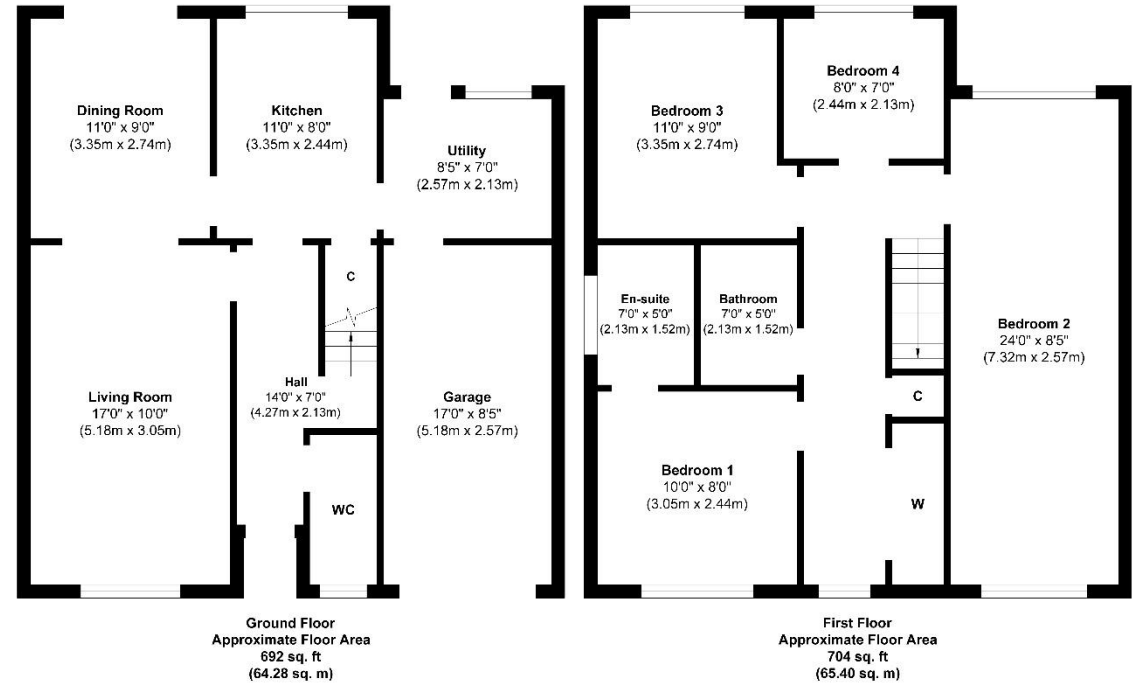 Dining Room
11'0" x 9'0"
(3.35m x 2.74m)
Kitchen
11'0" x 8'0"
(3.35m x 2.44m)
Utility
8'5" x 7'0"
(2.57m x 2.13m)
C
Hall
14'0" x 7'0"
(4.27m x 2.13m)
Living Room
17'0" x 10'0"
(5.18m x 3.05m)
Garage
17'0" x 8'5"
(5.18m x 2.57m)
WC
Ground Floor
Approximate Floor Area
692 sq. ft
(64.28 sq. m)
Bedroom 3
11'0" x 9'0"
(3.35m x 2.74m)
Bedroom 4
8'0" x 7'0"
(2.44m x 2.13m)
En-suite
7'0" x 5'0"
(2.13m x 1.52m)
Bathroom
7'0" x 5'0"
(2.13m x 1.52m)
Bedroom 2
24'0" x 8'5"
(7.32m x 2.57m)
C
Bedroom 1
10'0" x 8'0"
(3.05m x 2.44m)
W
First Floor
Approximate Floor Area
704 sq. ft
(65.40 sq. m)